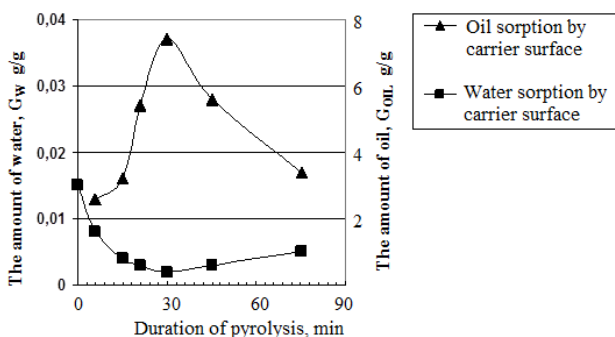 The amount of water, GW g/g
0,04
0,03
0,02
0,01
0
8
6
4
2
The amount of oil, GOIL g/g
0 30 60 90
Duration of pyrolysis, min
Oil sorption by
carrier surface
Water sorption by
carrier surface